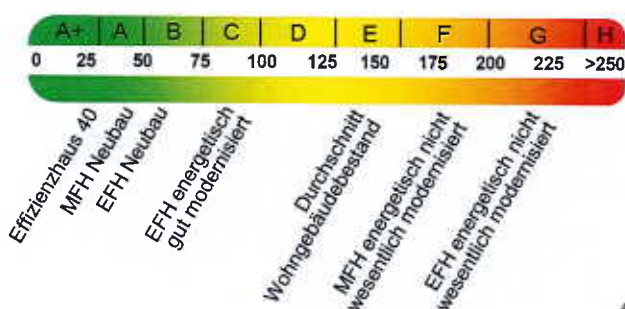 A+ A B C D E F G H
0 25 50 75 100 125 150 175 200 225 >250
Effizienzhaus 40
MFH Neubau
EFH Neubau
EFH energetisch
gut modernisiert
Durchschnitt
Wohngebäudebestand
MFH energetisch nicht
wesentlich modernisiert
EFH energetisch nicht
wesentlich modernisiert